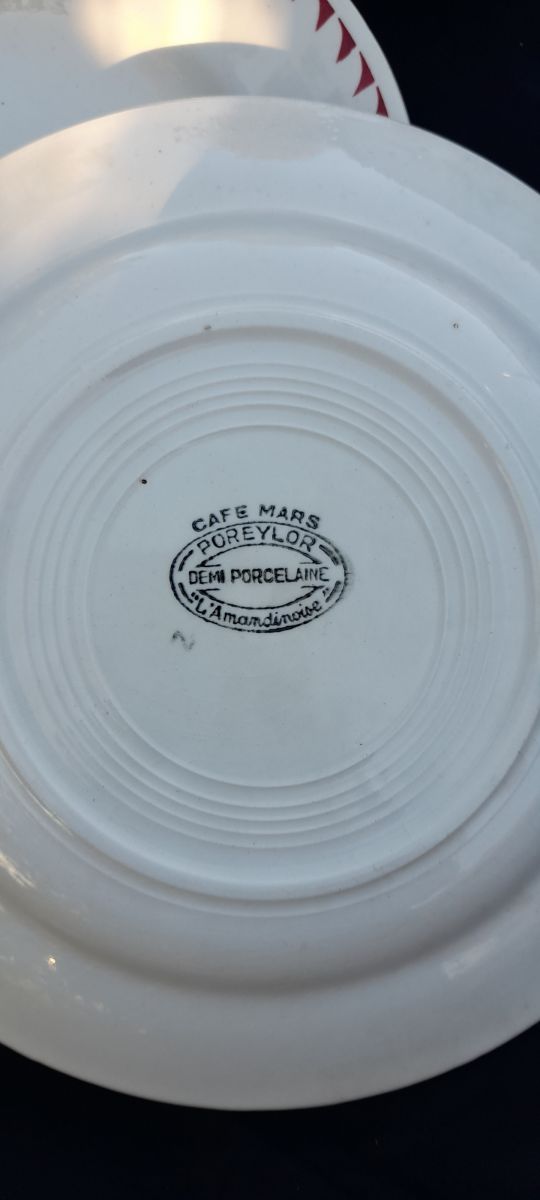 CAFE MARS
POREYLOR
DEMI PORCELAINE
"L'Amandinoise"
N